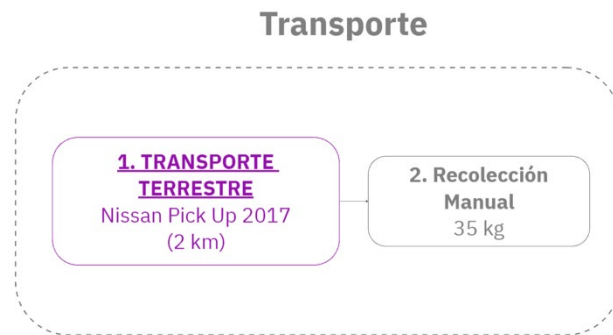 Transporte
1. TRANSPORTE
TERRESTRE
Nissan Pick Up 2017
(2 km)
2. Recolección
Manual
35 kg